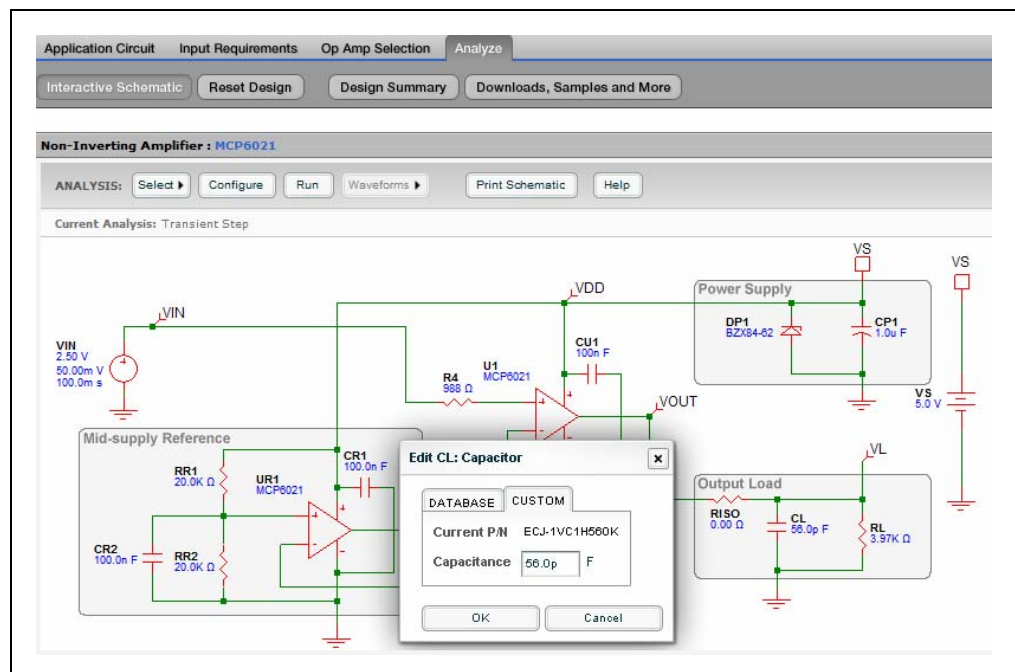 Application Circuit Input Requirements Op Amp Selection Analyze
Interactive Schematic Reset Design Design Summary Downloads, Samples and More
Non-Inverting Amplifier : MCP6021
ANALYSIS: Select Configure Run Waveforms Print Schematic Help
Current Analysis: Transient Step
VIN
VIN
2.50 V
50.00m V
100.0m s
VDD
CU1
100n F
R4
988 Ω
U1
MCP6021
VOUT
VS
Power Supply
DP1
BZX84-62
CP1
1.0u F
VS
VS
5.0 V
Mid-supply Reference
RR1
20.0K Ω
UR1
MCP6021
CR1
100.0n F
CR2
100.0n F
RR2
20.0K Ω
Edit CL: Capacitor
DATABASE CUSTOM
Current P/N ECJ-1VC1H560K
Capacitance 56.0p F
OK Cancel
VL
Output Load
RISO
0.00 Ω
CL
56.0p F
RL
3.97K Ω